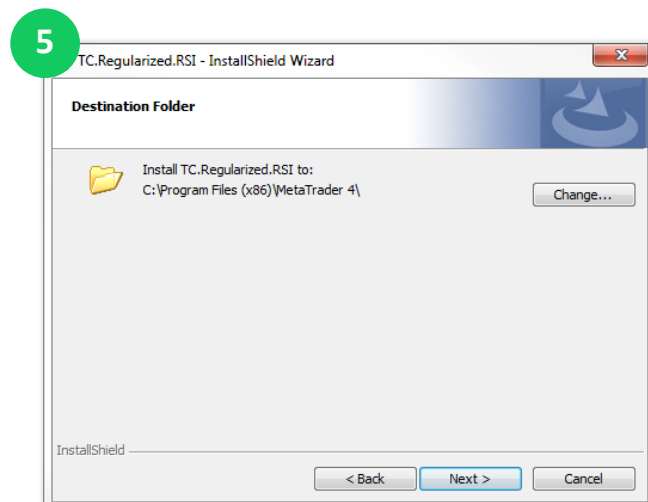 5
TC.Regularized.RSI - InstallShield Wizard
Destination Folder
Install TC.Regularized.RSI to:
C:\Program Files (x86)\MetaTrader 4\
Change...
InstallShield
< Back
Next >
Cancel